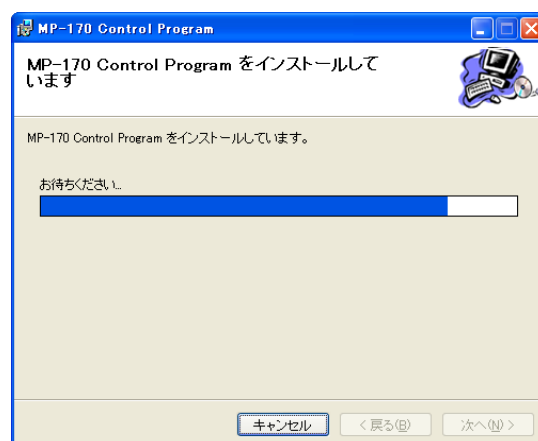 MP-170 Control Program
MP-170 Control Program をインストールして
います
MP-170 Control Program をインストールしています。
お待ちください...
キャンセル
< 戻る(B)
次へ(N) >